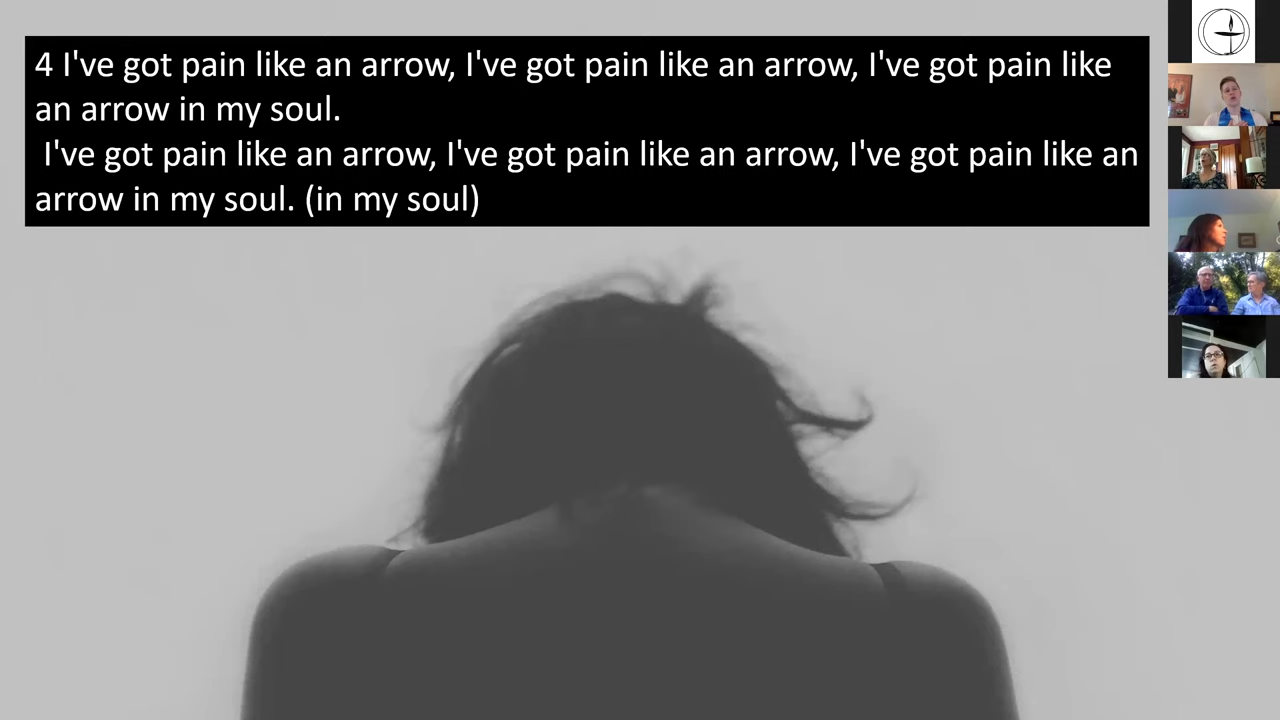 4 I've got pain like an arrow, I've got pain like an arrow, I've got pain like
an arrow in my soul.
I've got pain like an arrow, I've got pain like an arrow, I've got pain like an
arrow in my soul. (in my soul)